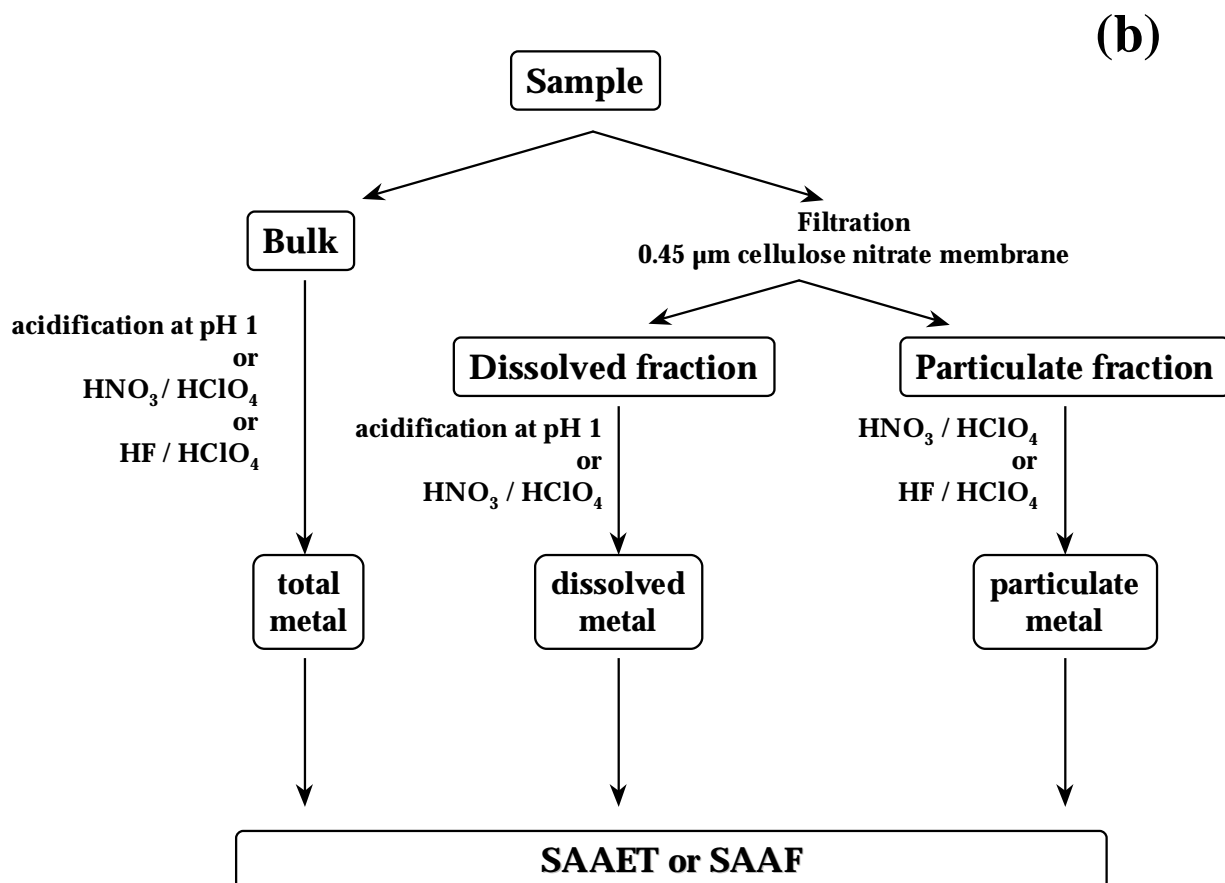 (b)
Sample
Bulk
Filtration
0.45 µm cellulose nitrate membrane
acidification at pH 1
or
HNO₃ / HClO₄
or
HF / HClO₄
Dissolved fraction
acidification at pH 1
or
HNO₃ / HClO₄
Particulate fraction
HNO₃ / HClO₄
or
HF / HClO₄
total
metal
dissolved
metal
particulate
metal
SAAET or SAAF